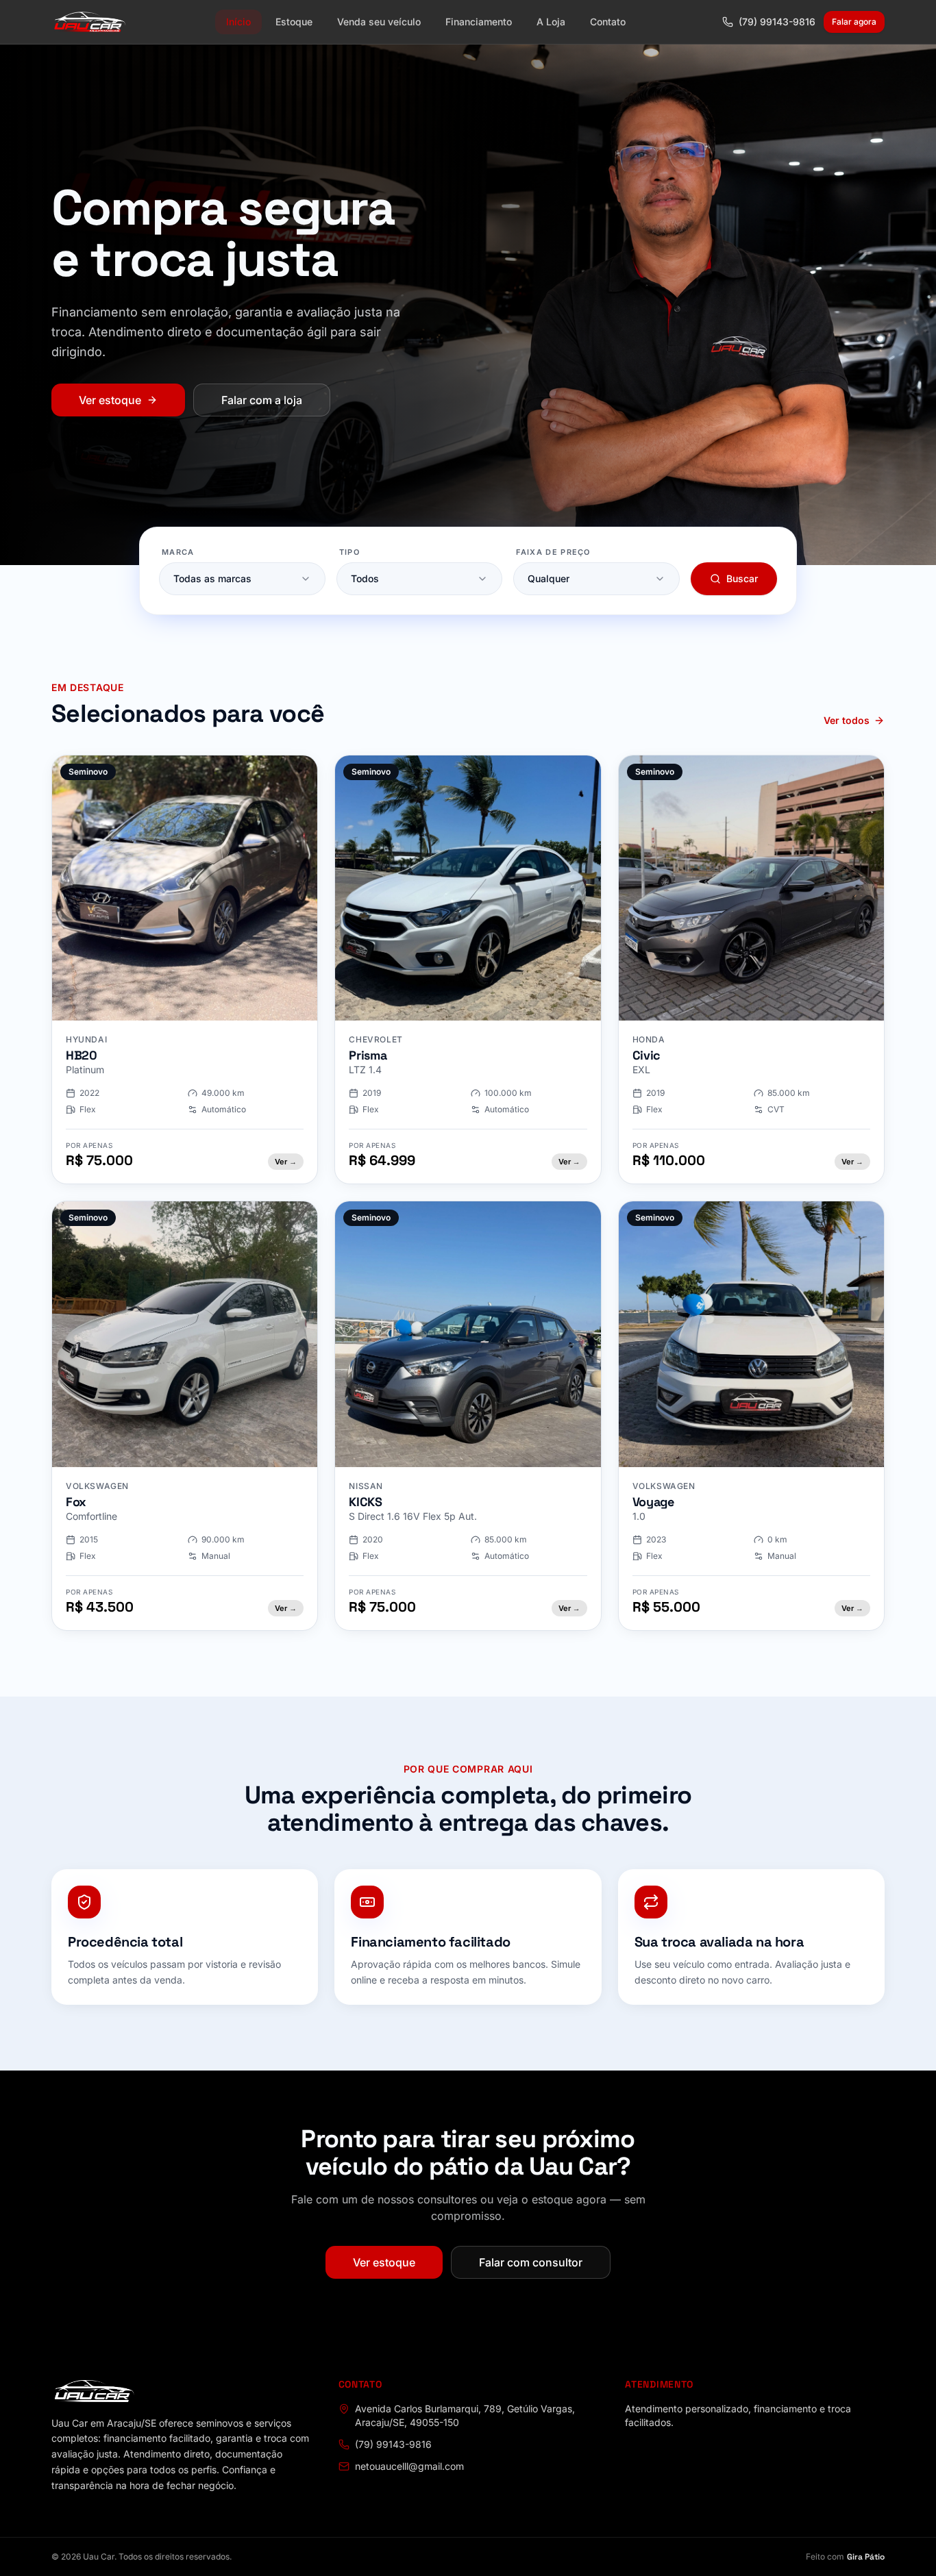 UAU CAR
Início
Estoque
Venda seu veículo
Financiamento
A Loja
Contato
(79) 99143-9816
Falar agora
UAU CAR
MULTIMARCAS
Compra segura
e troca justa
Financiamento sem enrolação, garantia e avaliação justa na
troca. Atendimento direto e documentação ágil para sair
dirigindo.
Ver estoque
Falar com a loja
UAU CAR
MARCA
Todas as marcas
TIPO
Todos
FAIXA DE PREÇO
Qualquer
Buscar
EM DESTAQUE
Selecionados para você
Ver todos
Seminovo
HYUNDAI
HB20
Platinum
2022
49.000 km
Flex
Automático
POR APENAS
R$ 75.000
Ver →
Seminovo
CHEVROLET
Prisma
LTZ 1.4
2019
100.000 km
Flex
Automático
POR APENAS
R$ 64.999
Ver →
Seminovo
HONDA
Civic
EXL
2019
85.000 km
Flex
CVT
POR APENAS
R$ 110.000
Ver →
Seminovo
VOLKSWAGEN
Fox
Comfortline
2015
90.000 km
Flex
Manual
POR APENAS
R$ 43.500
Ver →
Seminovo
NISSAN
KICKS
S Direct 1.6 16V Flex 5p Aut.
2020
85.000 km
Flex
Automático
POR APENAS
R$ 75.000
Ver →
Seminovo
UAU CAR
VOLKSWAGEN
Voyage
1.0
2023
0 km
Flex
Manual
POR APENAS
R$ 55.000
Ver →
POR QUE COMPRAR AQUI
Uma experiência completa, do primeiro
atendimento à entrega das chaves.
Procedência total
Todos os veículos passam por vistoria e revisão
completa antes da venda.
Financiamento facilitado
Aprovação rápida com os melhores bancos. Simule
online e receba a resposta em minutos.
Sua troca avaliada na hora
Use seu veículo como entrada. Avaliação justa e
desconto direto no novo carro.
Pronto para tirar seu próximo
veículo do pátio da Uau Car?
Fale com um de nossos consultores ou veja o estoque agora — sem
compromisso.
Ver estoque
Falar com consultor
UAU CAR
Uau Car em Aracaju/SE oferece seminovos e serviços
completos: financiamento facilitado, garantia e troca com
avaliação justa. Atendimento direto, documentação
rápida e opções para todos os perfis. Confiança e
transparência na hora de fechar negócio.
CONTATO
Avenida Carlos Burlamarqui, 789, Getúlio Vargas,
Aracaju/SE, 49055-150
(79) 99143-9816
netouaucelll@gmail.com
ATENDIMENTO
Atendimento personalizado, financiamento e troca
facilitados.
© 2026 Uau Car. Todos os direitos reservados.
Feito com Gira Pátio